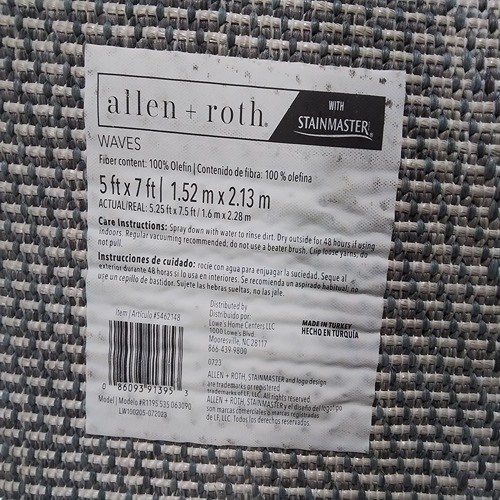 allen + roth®
WITH
STAINMASTER®
WAVES
Fiber content: 100% Olefin | Contenido de fibra: 100 % olefina
5 ft x 7 ft | 1.52 m x 2.13 m
ACTUAL/REAL: 5.25 ft x 7.5 ft / 1.6 m x 2.28 m
Care Instructions: Spray down with water to rinse dirt. Dry outside for 48 hours if using
indoors. Regular vacuuming recommended; do not use a beater brush. Clip loose yarns; do
not pull.
Instrucciones de cuidado: rocíe con agua para enjuagar la suciedad. Seque al
exterior durante 48 horas si lo usa en interiores. Se recomienda un aspirado habitual; no
use un cepillo de bastidor. Sujete las hebras sueltas, no las jale.
Item | Artículo #5462148
0 86093 91395 3
Model | Modelo #R1195 535 063090
LW100205-072023
Distributed by
Distribuido por:
Lowe's Home Centers LLC
1000 Lowe's Blvd.
Mooresville, NC 28117
866-439-9800
0723
MADE IN TURKEY
HECHO EN TURQUÍA
ALLEN + ROTH, STAINMASTER and logo design
are trademarks or registered
trademarks of LF, LLC. All rights reserved.
ALLEN + ROTH, STAINMASTER y el diseño del logotipo
son marcas comerciales o marcas registradas
de LF, LLC. Todos los derechos reservados.